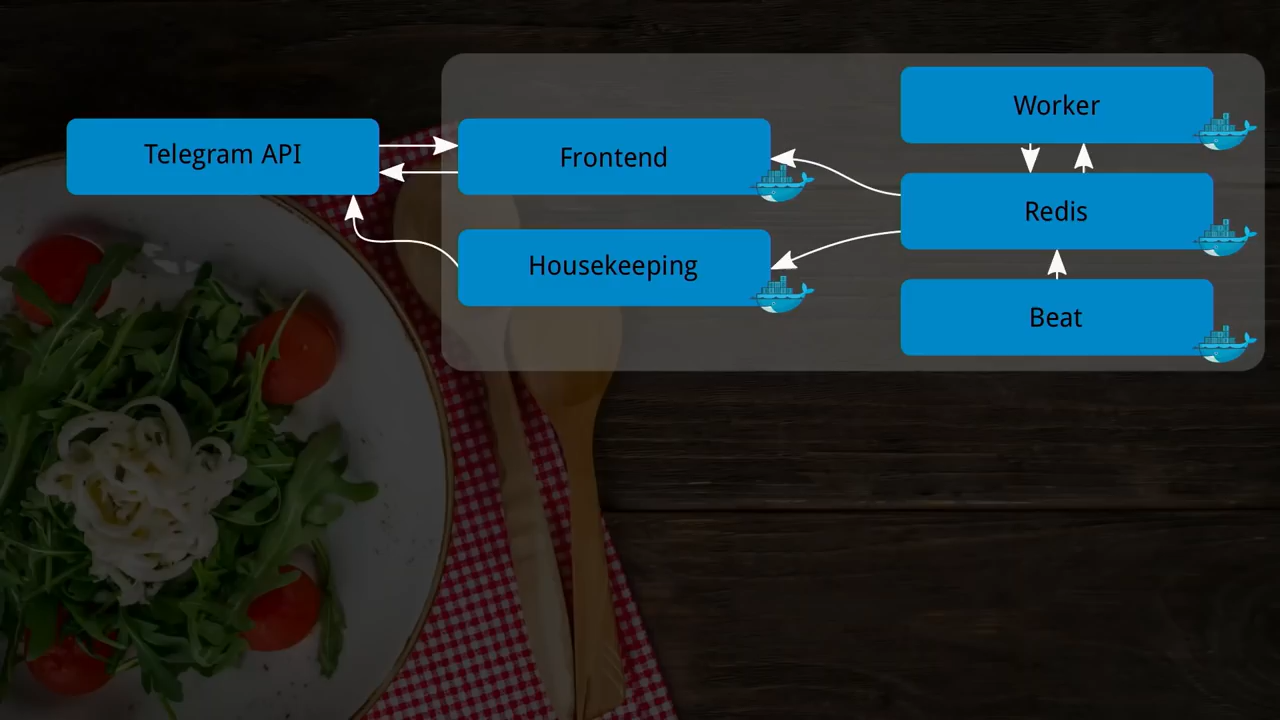 Telegram API
Frontend
Housekeeping
Worker
Redis
Beat